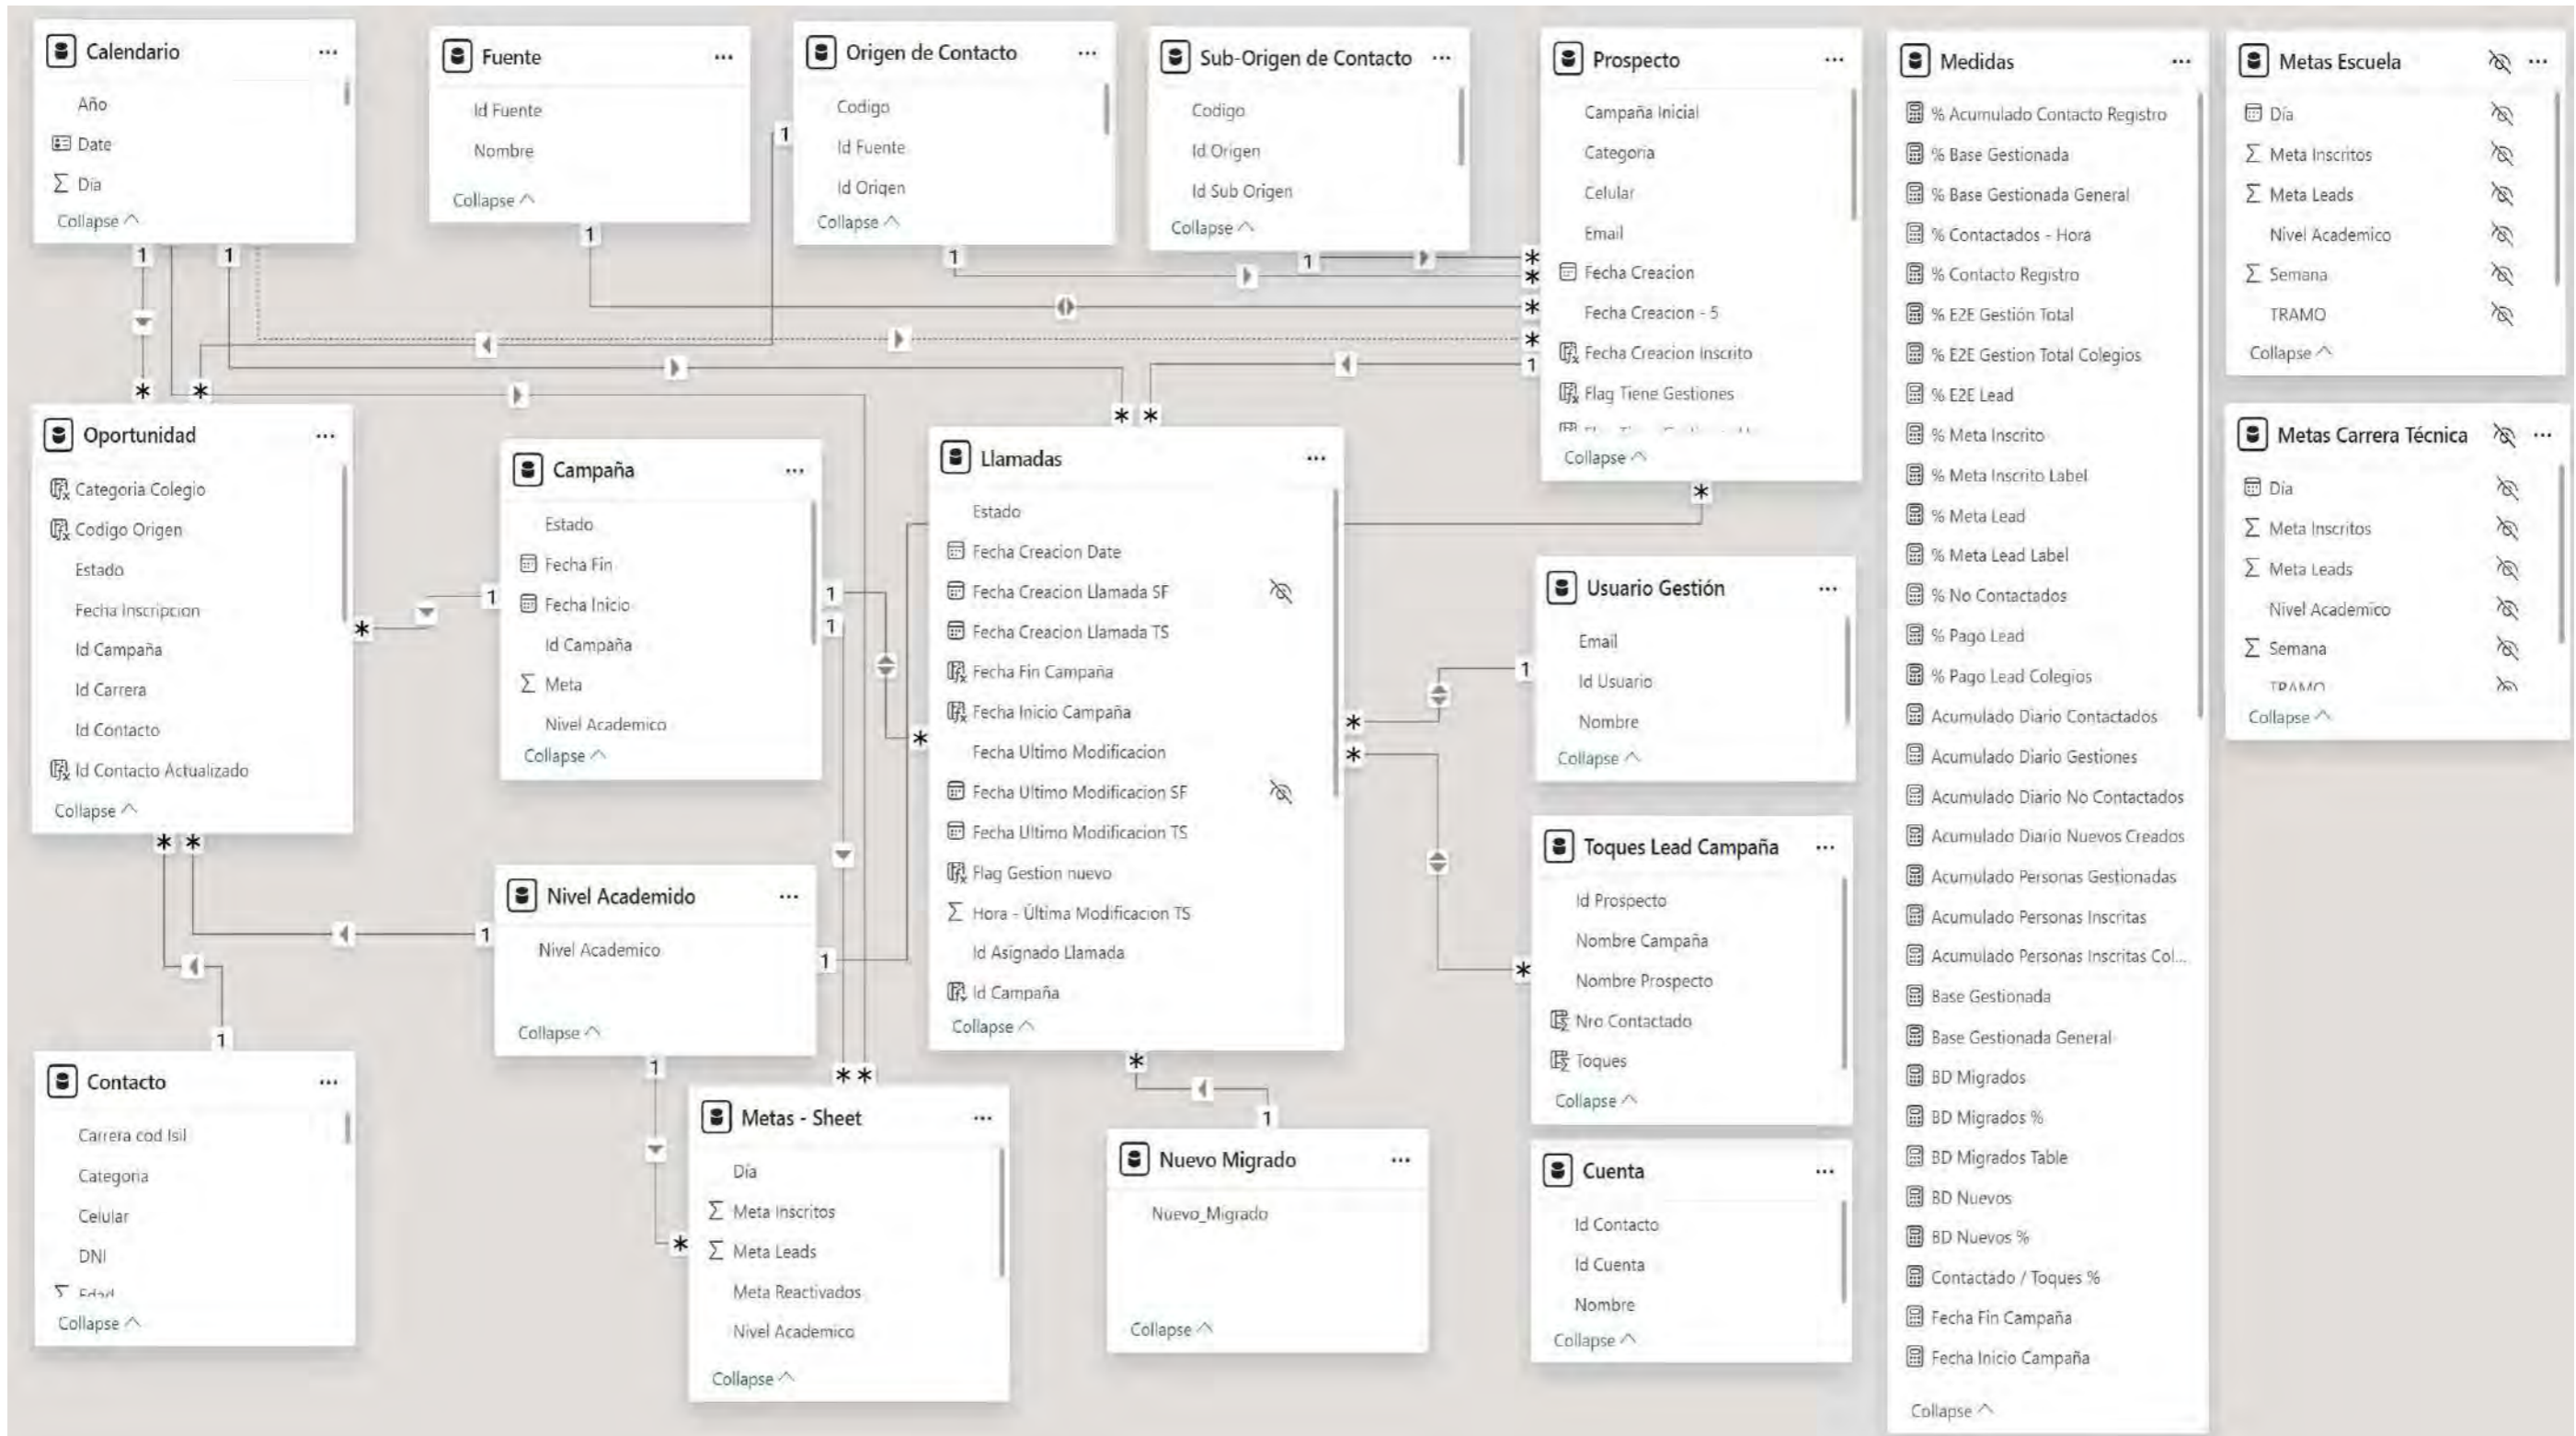 Calendario
Año
Date
Día
Collapse
Fuente
Id Fuente
Nombre
Collapse
Origen de Contacto
Codigo
Id Fuente
Id Origen
Collapse
Sub-Origen de Contacto
Codigo
Id Origen
Id Sub Origen
Collapse
Prospecto
Campaña Inicial
Categoria
Celular
Email
Fecha Creacion
Fecha Creacion - 5
Fecha Creacion Inscrito
Flag Tiene Gestiones
Collapse
Medidas
% Acumulado Contacto Registro
% Base Gestionada
% Base Gestionada General
% Contactados - Hora
% Contacto Registro
% E2E Gestión Total
% E2E Gestion Total Colegios
% E2E Lead
% Meta Inscrito
% Meta Inscrito Label
% Meta Lead
% Meta Lead Label
% No Contactados
% Pago Lead
% Pago Lead Colegios
Acumulado Diario Contactados
Acumulado Diario Gestiones
Acumulado Diario No Contactados
Acumulado Diario Nuevos Creados
Acumulado Personas Gestionadas
Acumulado Personas Inscritas
Acumulado Personas Inscritas Col...
Base Gestionada
Base Gestionada General
BD Migrados
BD Migrados %
BD Migrados Table
BD Nuevos
BD Nuevos %
Contactado / Toques %
Fecha Fin Campaña
Fecha Inicio Campaña
Collapse
Metas Escuela
Día
Meta Inscritos
Meta Leads
Nivel Academico
Semana
TRAMO
Collapse
Metas Carrera Técnica
Día
Meta Inscritos
Meta Leads
Nivel Academico
Semana
TRAMO
Collapse
Oportunidad
Categoria Colegio
Codigo Origen
Estado
Fecha Inscripcion
Id Campaña
Id Carrera
Id Contacto
Id Contacto Actualizado
Collapse
Campaña
Estado
Fecha Fin
Fecha Inicio
Id Campaña
Meta
Nivel Academico
Collapse
Llamadas
Estado
Fecha Creacion Date
Fecha Creacion Llamada SF
Fecha Creacion Llamada TS
Fecha Fin Campaña
Fecha Inicio Campaña
Fecha Ultimo Modificacion
Fecha Ultimo Modificacion SF
Fecha Ultimo Modificacion TS
Flag Gestion nuevo
Hora - Última Modificacion TS
Id Asignado Llamada
Id Campaña
Collapse
Usuario Gestión
Email
Id Usuario
Nombre
Collapse
Toques Lead Campaña
Id Prospecto
Nombre Campaña
Nombre Prospecto
Nro Contactado
Toques
Collapse
Nivel Academido
Nivel Academico
Collapse
Contacto
Carrera cod Isil
Categoria
Celular
DNI
Edad
Collapse
Metas - Sheet
Día
Meta Inscritos
Meta Leads
Meta Reactivados
Nivel Academico
Collapse
Nuevo Migrado
Nuevo_Migrado
Collapse
Cuenta
Id Contacto
Id Cuenta
Nombre
Collapse